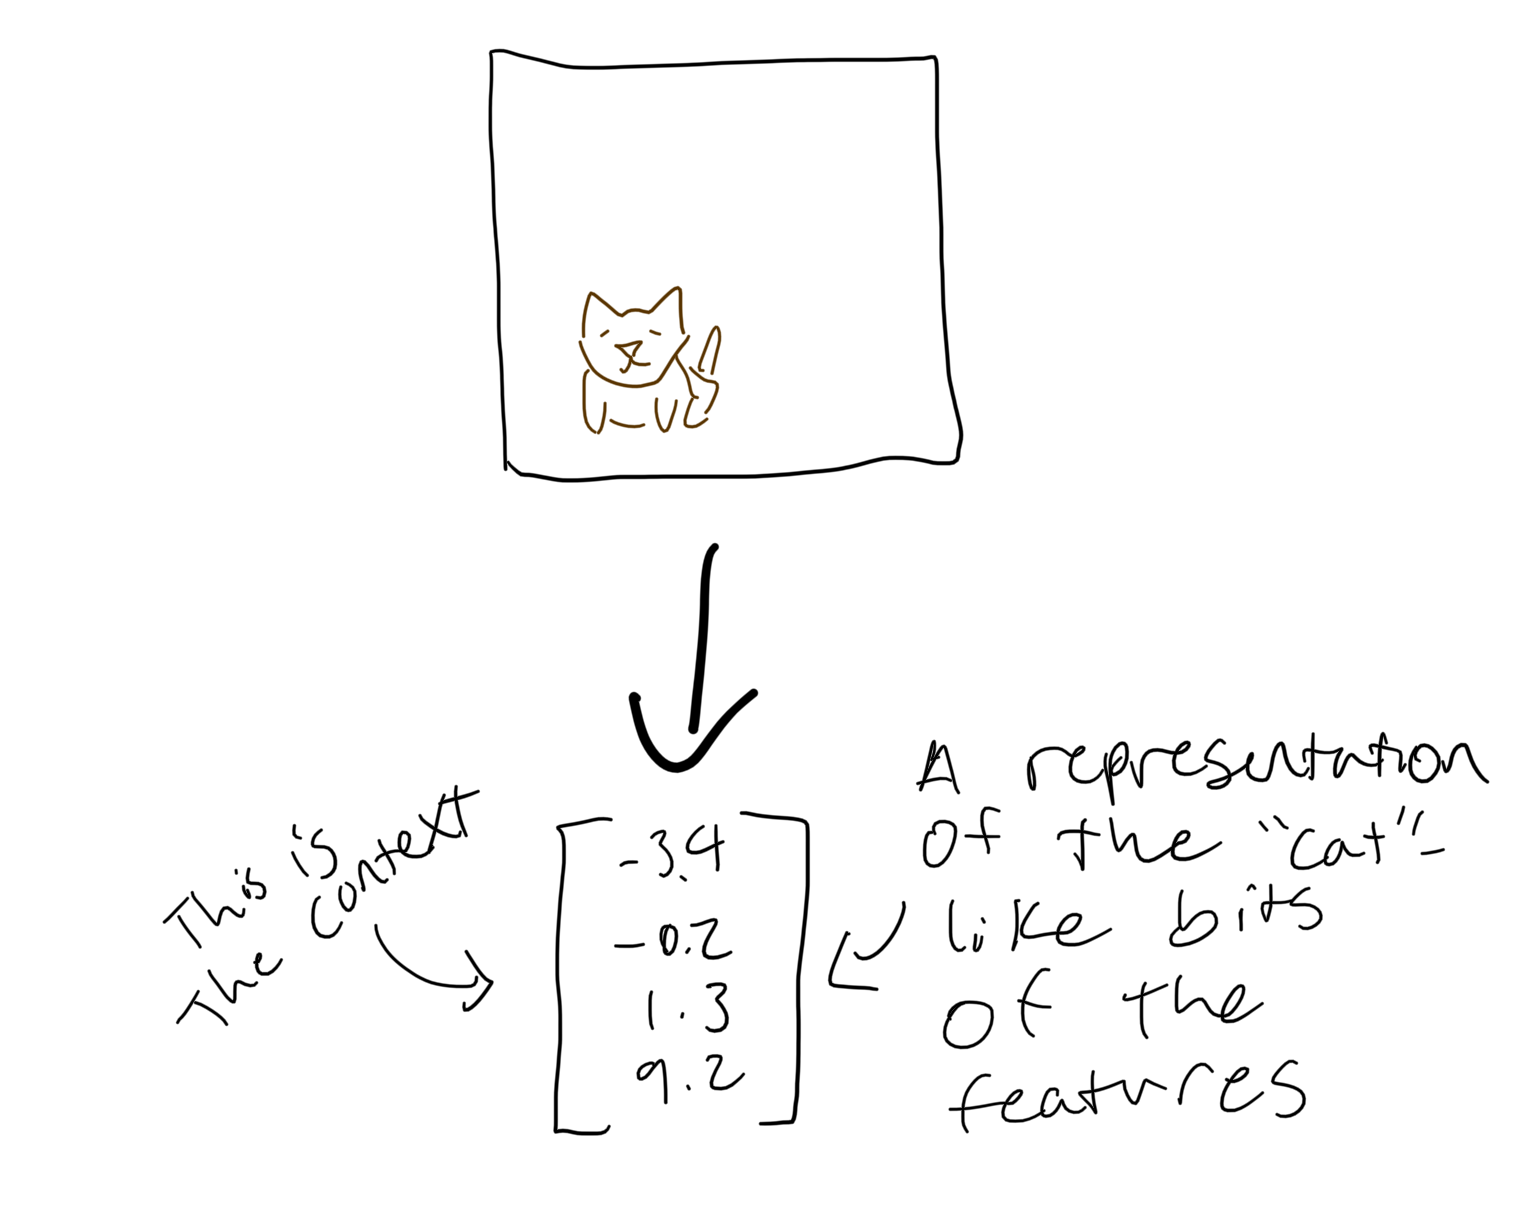 This is
The context
-3.4
-0.2
1.3
9.2
A representation
of the "cat"-
like bits
of the
features